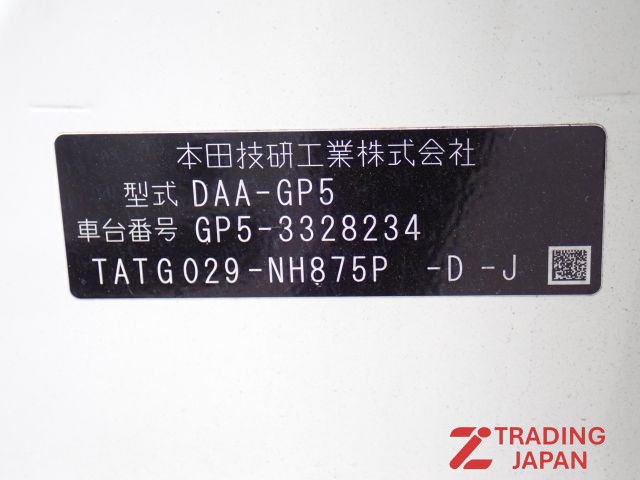 本田技研工業株式会社
型式 DAA-GP5
車台番号 GP5-3328234
TATG029-NH875P -D -J
TRADING
JAPAN